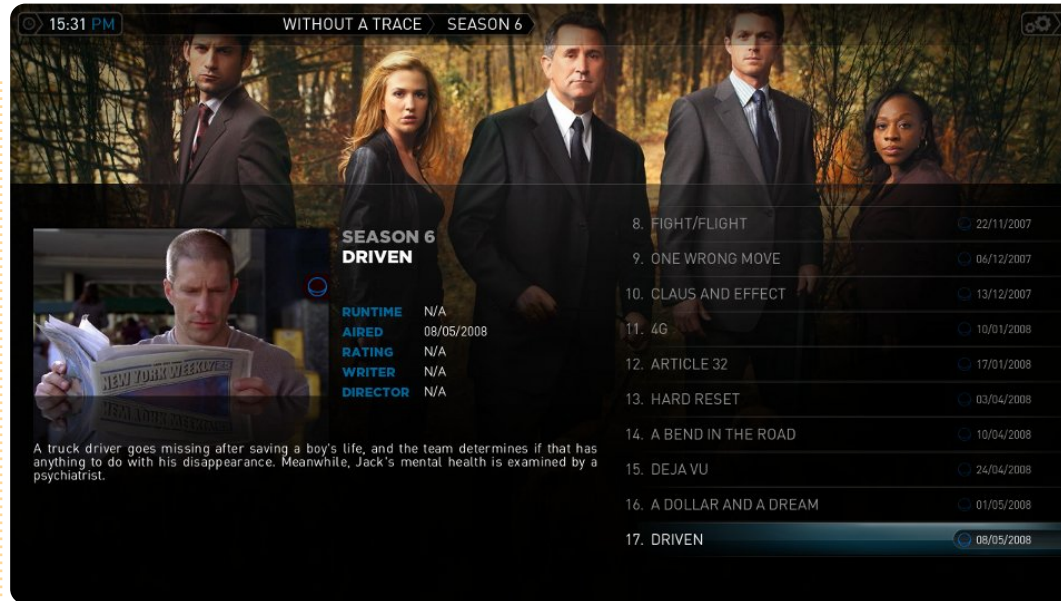 15:31 PM
WITHOUT A TRACE
SEASON 6
SEASON 6
DRIVEN
NEW YORK WEEKLY
RUNTIME N/A
AIRED 08/05/2008
RATING N/A
WRITER N/A
DIRECTOR N/A
A truck driver goes missing after saving a boy's life, and the team determines if that has
anything to do with his disappearance. Meanwhile, Jack's mental health is examined by a
psychiatrist.
8. FIGHT/FLIGHT 22/11/2007
9. ONE WRONG MOVE 06/12/2007
10. CLAUS AND EFFECT 13/12/2007
11. 4G 10/01/2008
12. ARTICLE 32 17/01/2008
13. HARD RESET 03/04/2008
14. A BEND IN THE ROAD 10/04/2008
15. DEJA VU 24/04/2008
16. A DOLLAR AND A DREAM 01/05/2008
17. DRIVEN 08/05/2008